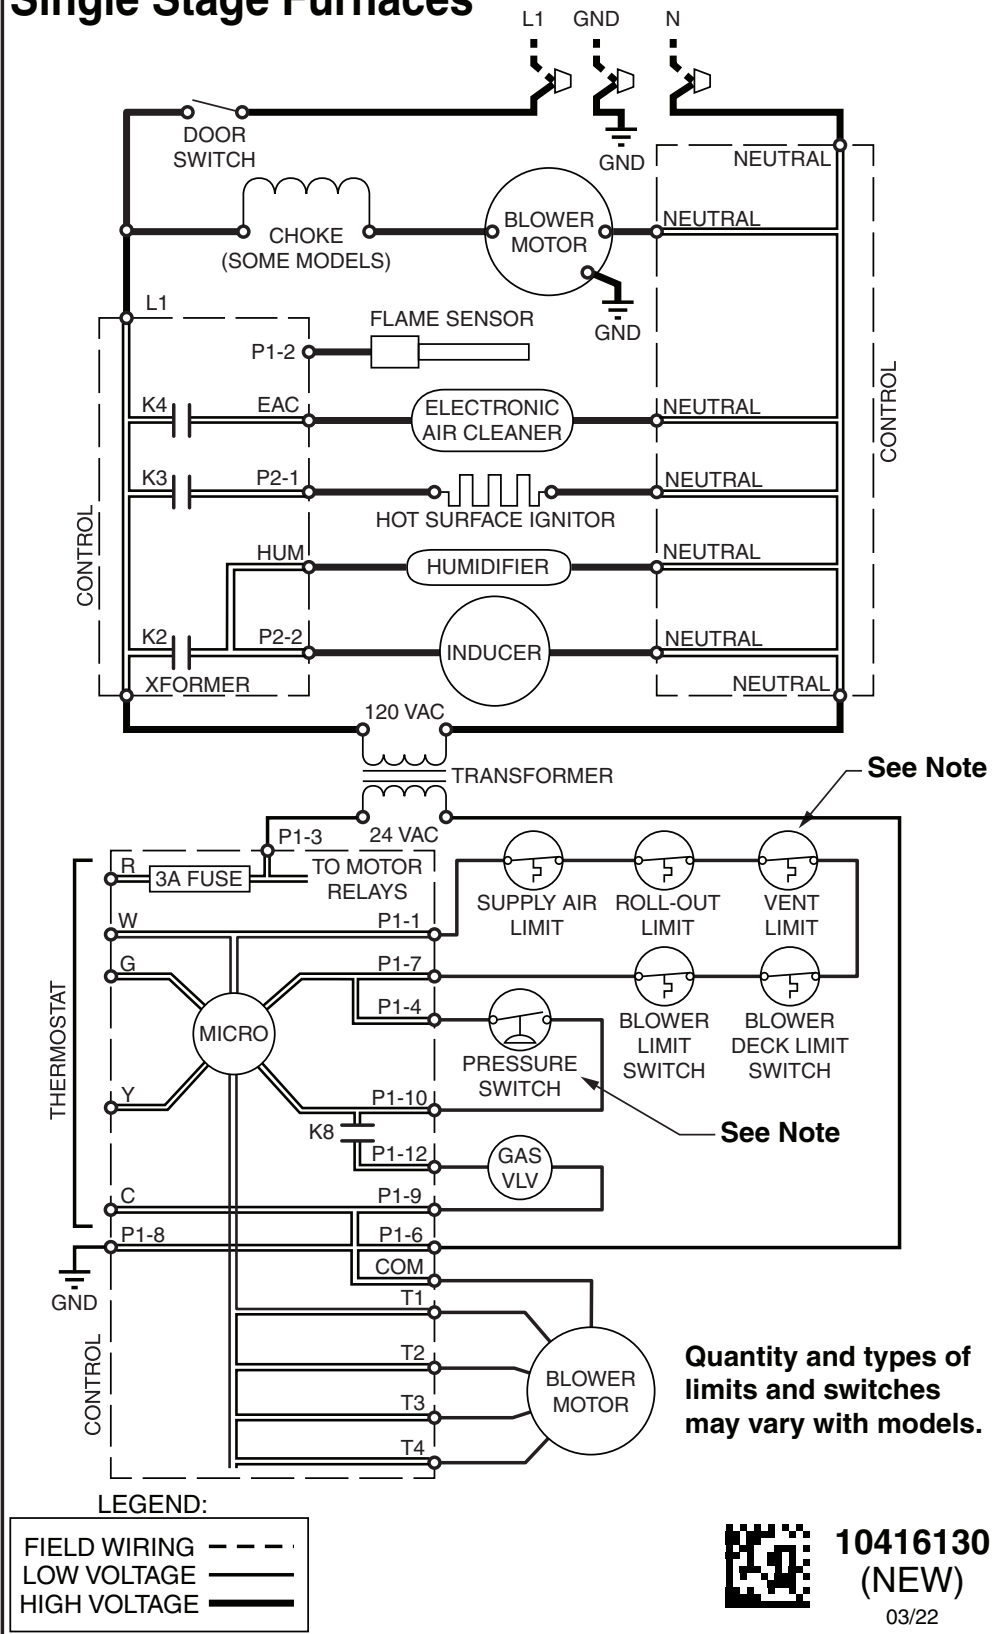 Single Stage Furnaces
L1 GND N
DOOR
SWITCH
GND
NEUTRAL
CHOKE
(SOME MODELS)
BLOWER
MOTOR
NEUTRAL
GND
L1
FLAME SENSOR
P1-2
CONTROL
K4 EAC
ELECTRONIC
AIR CLEANER
NEUTRAL
K3 P2-1
HOT SURFACE IGNITOR
NEUTRAL
CONTROL
HUM
HUMIDIFIER
NEUTRAL
K2 P2-2
INDUCER
NEUTRAL
XFORMER
NEUTRAL
120 VAC
TRANSFORMER
See Note
24 VAC
P1-3
R
3A FUSE
TO MOTOR
RELAYS
SUPPLY AIR
LIMIT
ROLL-OUT
LIMIT
VENT
LIMIT
W
P1-1
G
P1-7
P1-4
MICRO
THERMOSTAT
PRESSURE
SWITCH
BLOWER
LIMIT
SWITCH
BLOWER
DECK LIMIT
SWITCH
Y
P1-10
K8
See Note
P1-12
GAS
VLV
C
P1-9
P1-8
P1-6
GND
COM
T1
T2
T3
T4
CONTROL
BLOWER
MOTOR
Quantity and types of
limits and switches
may vary with models.
LEGEND:
FIELD WIRING
LOW VOLTAGE
HIGH VOLTAGE
10416130
(NEW)
03/22